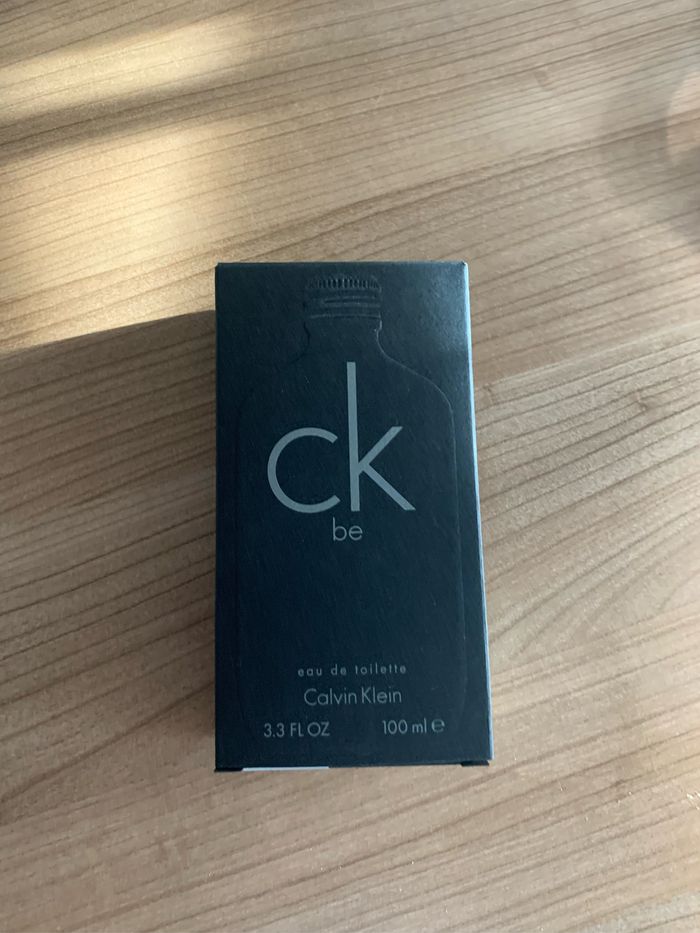 ck
be
eau de toilette
Calvin Klein
3.3 FL OZ 100 ml ℮